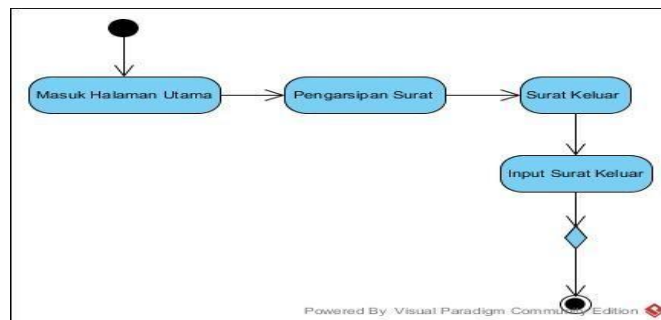 Masuk Halaman Utama
Pengarsipan Surat
Surat Keluar
Input Surat Keluar
Powered By Visual Paradigm Community Edition